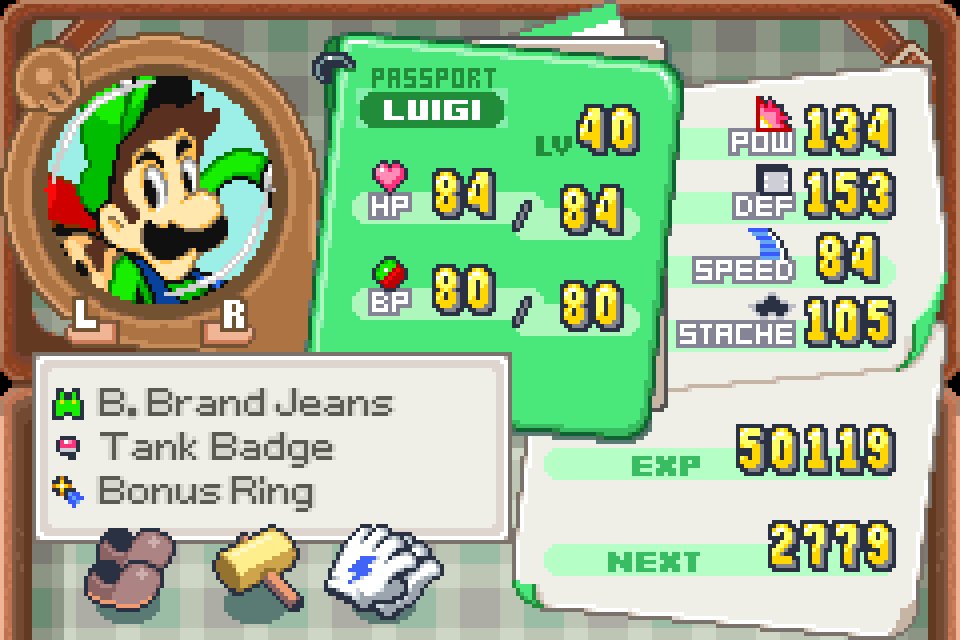 PASSPORT
LUIGI
LV 40
HP 84 / 84
BP 80 / 80
L R
POW 134
DEF 153
SPEED 84
STACHE 105
B. Brand Jeans
Tank Badge
Bonus Ring
EXP 50119
NEXT 2779